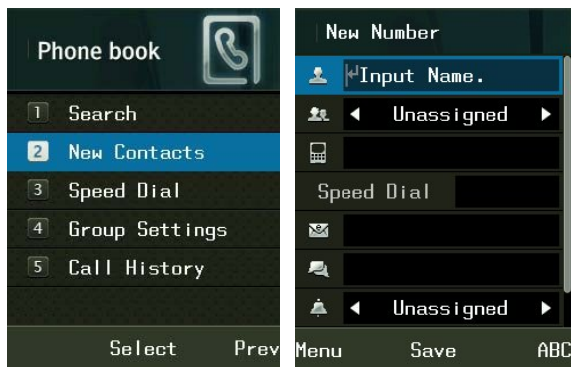 Phone book
1 Search
2 New Contacts
3 Speed Dial
4 Group Settings
5 Call History
Select Prev
New Number
Input Name.
Unassigned
Speed Dial
Unassigned
Menu Save ABC